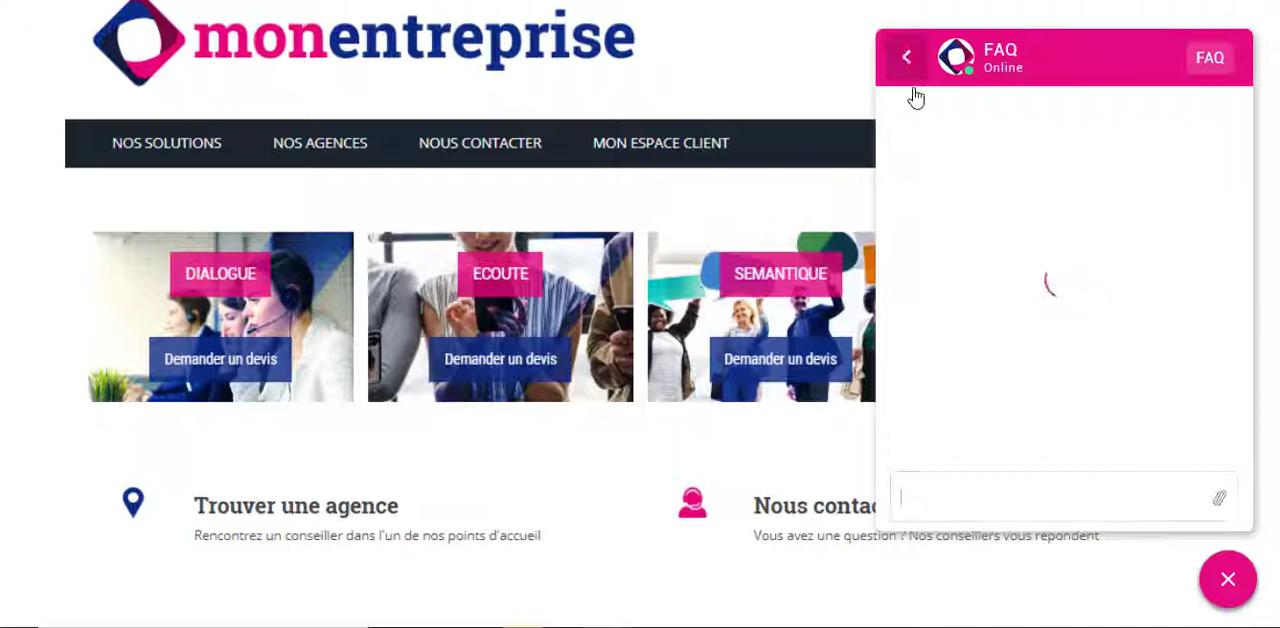 monentreprise
NOS SOLUTIONS NOS AGENCES NOUS CONTACTER MON ESPACE CLIENT
DIALOGUE
Demander un devis
ECOUTE
Demander un devis
SEMANTIQUE
Demander un devis
Trouver une agence
Rencontrez un conseiller dans l'un de nos points d'accueil
Nous
Vous avez une question ? Nos conseillers vous repondent
FAQ
Online
FAQ